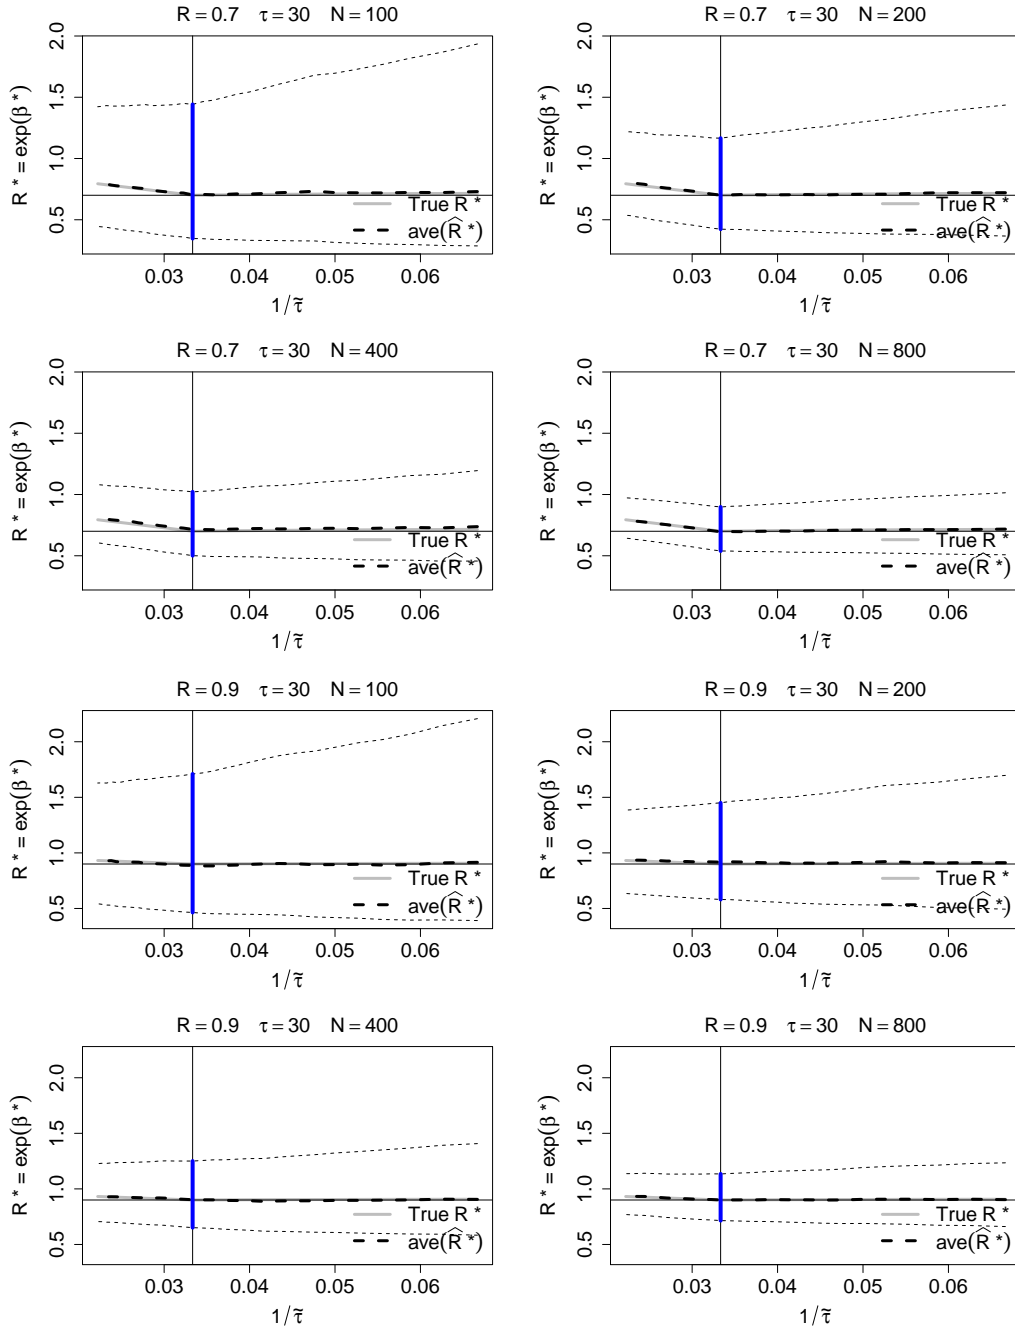 R = 0.7 τ = 30 N = 100
R * = exp(β *)
2.0
1.5
1.0
0.5
True R *
ave(R̂ *)
0.03 0.04 0.05 0.06
1/τ̃
R = 0.7 τ = 30 N = 200
R * = exp(β *)
2.0
1.5
1.0
0.5
True R *
ave(R̂ *)
0.03 0.04 0.05 0.06
1/τ̃
R = 0.7 τ = 30 N = 400
R * = exp(β *)
2.0
1.5
1.0
0.5
True R *
ave(R̂ *)
0.03 0.04 0.05 0.06
1/τ̃
R = 0.7 τ = 30 N = 800
R * = exp(β *)
2.0
1.5
1.0
0.5
True R *
ave(R̂ *)
0.03 0.04 0.05 0.06
1/τ̃
R = 0.9 τ = 30 N = 100
R * = exp(β *)
2.0
1.5
1.0
0.5
True R *
ave(R̂ *)
0.03 0.04 0.05 0.06
1/τ̃
R = 0.9 τ = 30 N = 200
R * = exp(β *)
2.0
1.5
1.0
0.5
True R *
ave(R̂ *)
0.03 0.04 0.05 0.06
1/τ̃
R = 0.9 τ = 30 N = 400
R * = exp(β *)
2.0
1.5
1.0
0.5
True R *
ave(R̂ *)
0.03 0.04 0.05 0.06
1/τ̃
R = 0.9 τ = 30 N = 800
R * = exp(β *)
2.0
1.5
1.0
0.5
True R *
ave(R̂ *)
0.03 0.04 0.05 0.06
1/τ̃